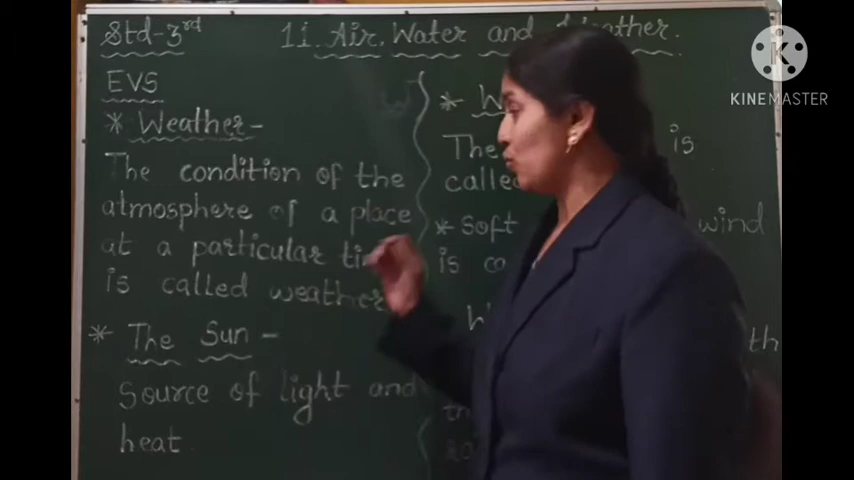 Std-3rd
11. Air, Water and Weather.
EVS
* Weather-
The condition of the
atmosphere of a place
at a particular
is called weather
* The Sun -
Source of light and
heat
*
The is
called
* Soft wind
is
th
KINEMASTER